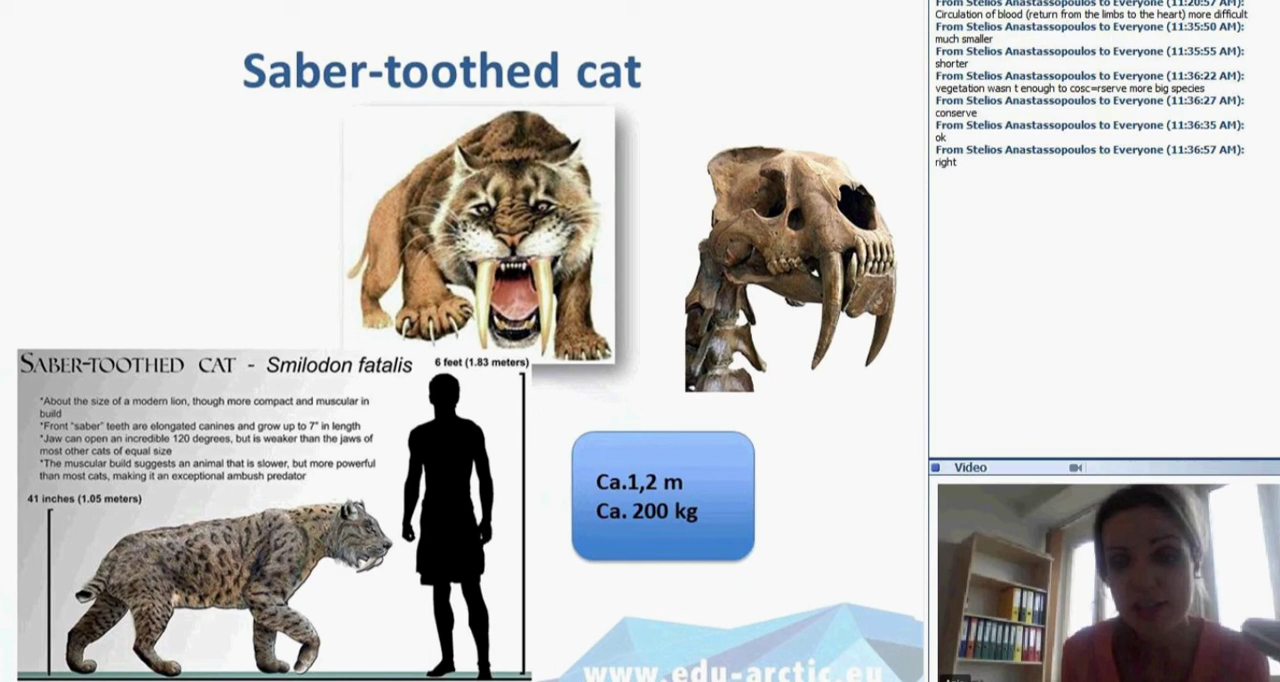 Saber-toothed cat
SABER-TOOTHED CAT - Smilodon fatalis
6 feet (1.83 meters)
*About the size of a modern lion, though more compact and muscular in
build
*Front "saber" teeth are elongated canines and grow up to 7" in length
*Jaw can open an incredible 120 degrees, but is weaker than the jaws of
most other cats of equal size
*The muscular build suggests an animal that is slower, but more powerful
than most cats, making it an exceptional ambush predator
41 inches (1.05 meters)
Ca.1,2 m
Ca. 200 kg
www.edu-arctic.eu
From Stelios Anastassopoulos to Everyone (11:20:57 AM):
Circulation of blood (return from the limbs to the heart) more difficult
From Stelios Anastassopoulos to Everyone (11:35:50 AM):
much smaller
From Stelios Anastassopoulos to Everyone (11:35:55 AM):
shorter
From Stelios Anastassopoulos to Everyone (11:36:22 AM):
vegetation wasn t enough to cosc=rserve more big species
From Stelios Anastassopoulos to Everyone (11:36:27 AM):
conserve
From Stelios Anastassopoulos to Everyone (11:36:35 AM):
ok
From Stelios Anastassopoulos to Everyone (11:36:57 AM):
right
Video